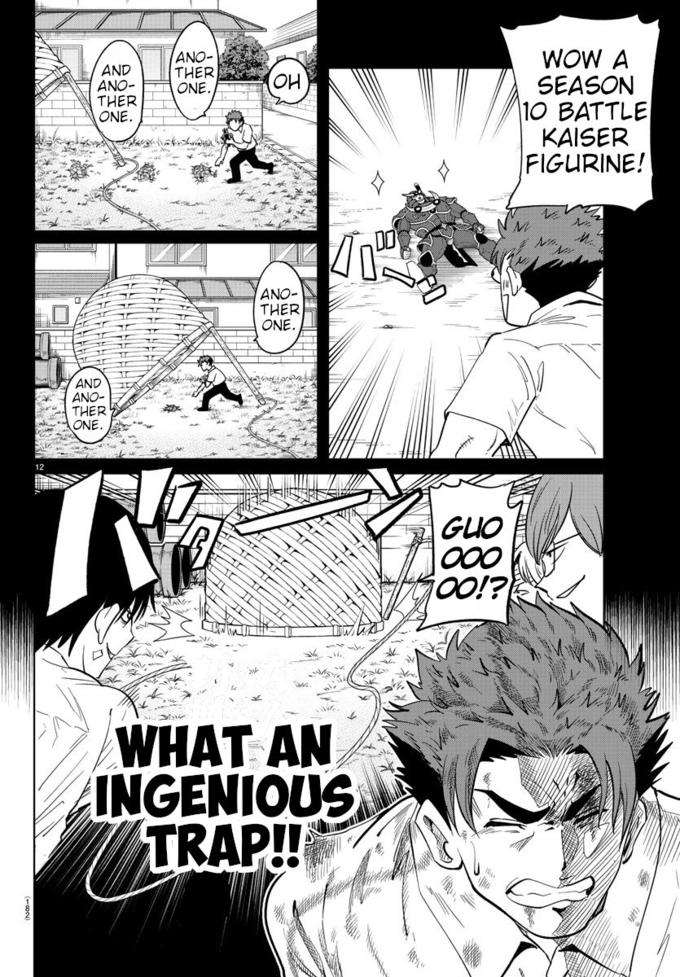 WOW A
SEASON
10 BATTLE
KAISER
FIGURINE!
OH
ANO-
THER
ONE.
AND
ANO-
THER
ONE.
ANO-
THER
ONE.
AND
ANO-
THER
ONE.
12
GUO
OOO
OO!?
WHAT AN
INGENIOUS
TRAP!!
(182)